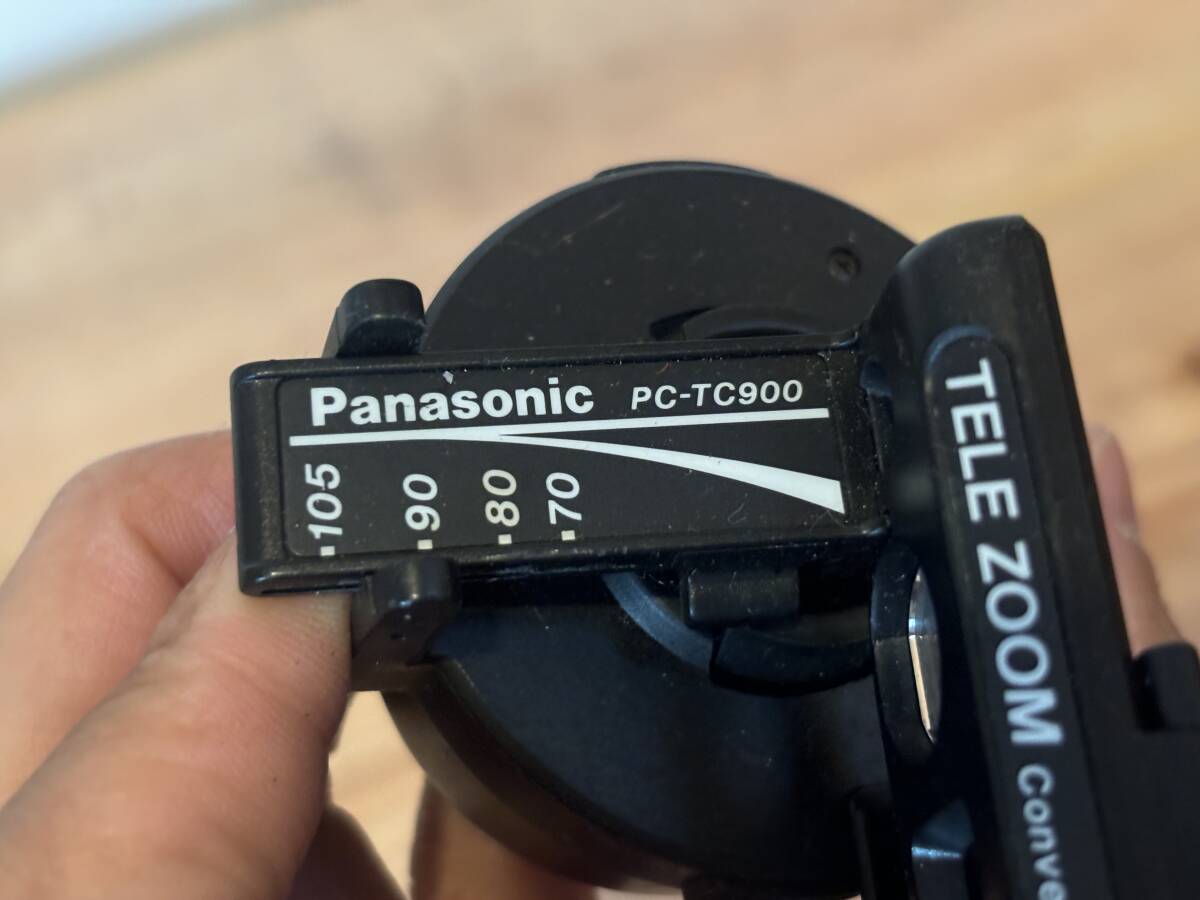 Panasonic PC-TC900
105 90 80 70
TELE ZOOM conve